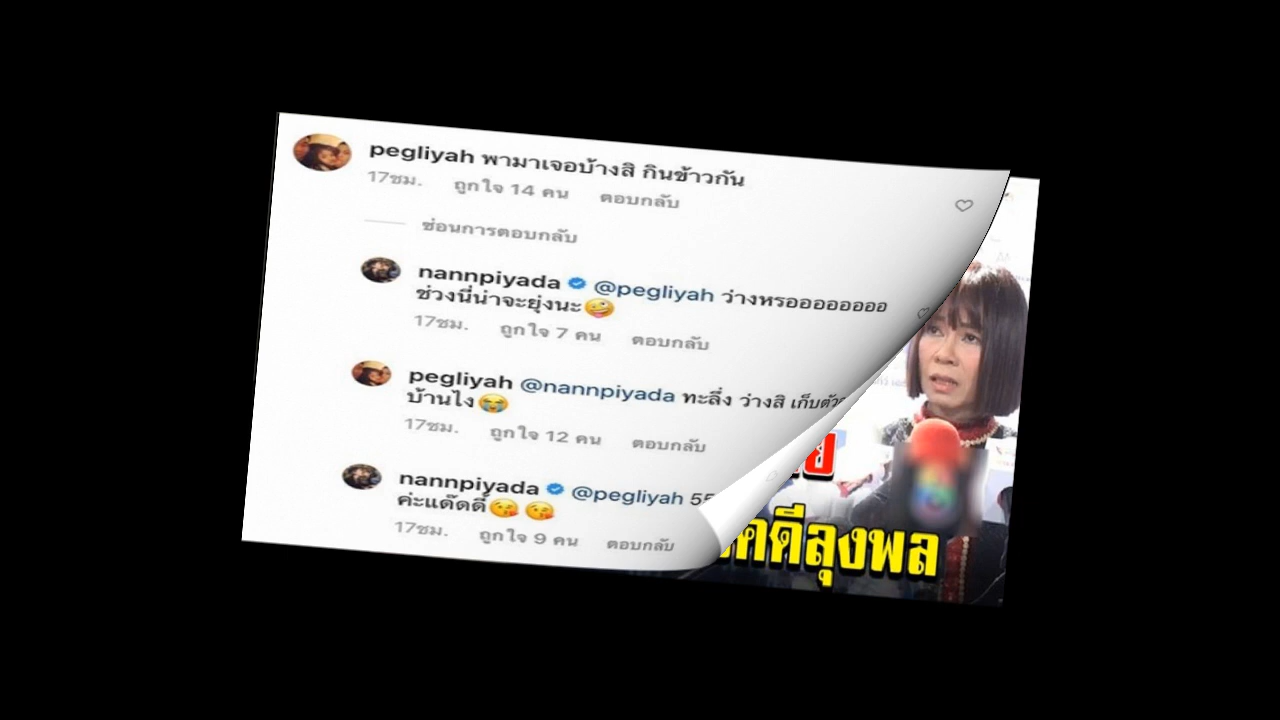 pegliyah พามาเจอบ้างสิ กินข้าวกัน
17ชม. ถูกใจ 14 คน ตอบกลับ
ซ่อนการตอบกลับ
nannpiyada @pegliyah ว่างหรออออออออ
ช่วงนี่น่าจะยุ่งนะ🤪
17ชม. ถูกใจ 7 คน ตอบกลับ
pegliyah @nannpiyada ทะลึ่ง ว่างสิ เก็บตัว
บ้านไง😭
17ชม. ถูกใจ 12 คน ตอบกลับ
nannpiyada @pegliyah 55
ค่ะแด๊ดดี้😘😘
17ชม. ถูกใจ 9 คน ตอบกลับ
คดีลุงพล